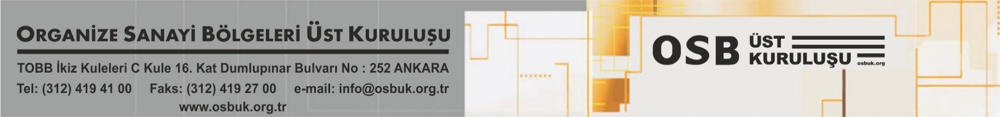 ORGANİZE SANAYİ BÖLGELERİ ÜST KURULUŞU
TOBB İkiz Kuleleri C Kule 16. Kat Dumlupınar Bulvarı No : 252 ANKARA
Tel: (312) 419 41 00 Faks: (312) 419 27 00 e-mail: info@osbuk.org.tr
www.osbuk.org.tr
OSB ÜST
KURULUŞU osbuk.org